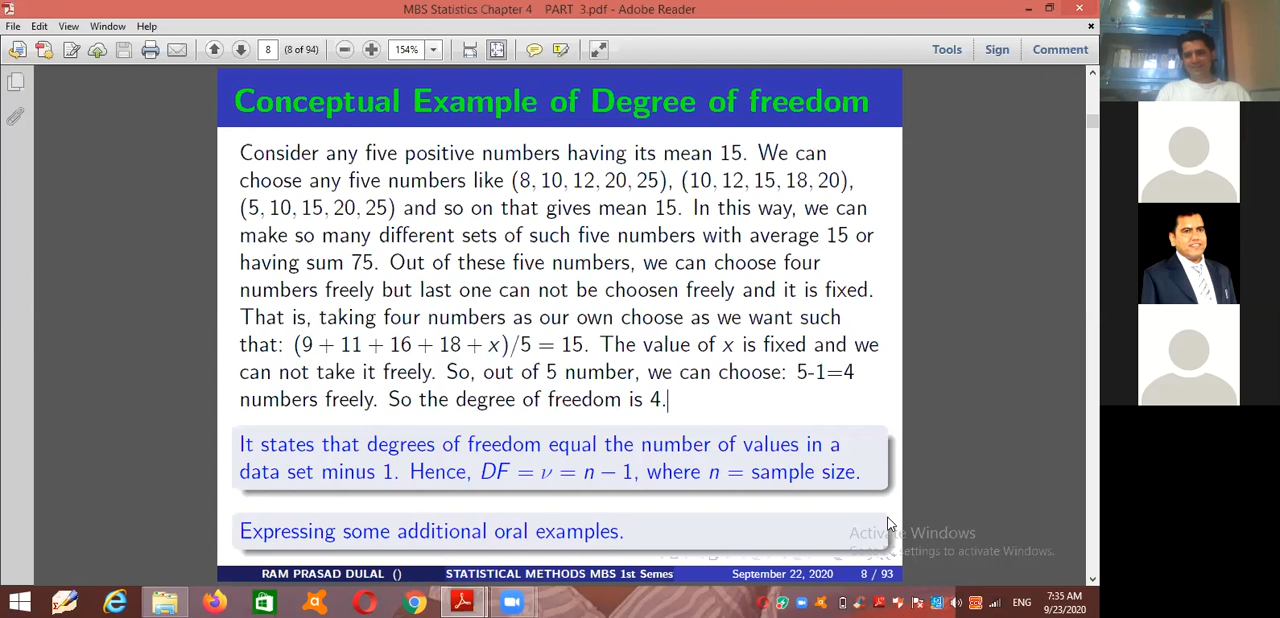 MBS Statistics Chapter 4 PART 3.pdf - Adobe Reader
File Edit View Window Help
8 (8 of 94) 154% Tools Sign Comment
Conceptual Example of Degree of freedom
Consider any five positive numbers having its mean 15. We can
choose any five numbers like (8, 10, 12, 20, 25), (10, 12, 15, 18, 20),
(5, 10, 15, 20, 25) and so on that gives mean 15. In this way, we can
make so many different sets of such five numbers with average 15 or
having sum 75. Out of these five numbers, we can choose four
numbers freely but last one can not be choosen freely and it is fixed.
That is, taking four numbers as our own choose as we want such
that: (9 + 11 + 16 + 18 + x)/5 = 15. The value of x is fixed and we
can not take it freely. So, out of 5 number, we can choose: 5-1=4
numbers freely. So the degree of freedom is 4.
It states that degrees of freedom equal the number of values in a
data set minus 1. Hence, DF = ν = n − 1, where n = sample size.
Expressing some additional oral examples.
Activate Windows
settings to activate Windows.
RAM PRASAD DULAL () STATISTICAL METHODS MBS 1st Semes September 22, 2020 8 / 93
ENG
7:35 AM
9/23/2020